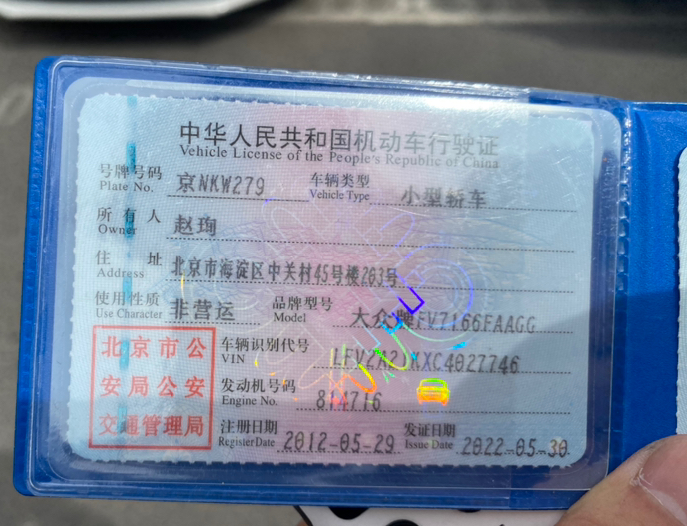 中华人民共和国机动车行驶证
Vehicle License of the People's Republic of China
号牌号码 京NKW279 车辆类型 小型轿车
Plate No. Vehicle Type
所有人 赵珣
Owner
住址 北京市海淀区中关村45号楼203号
Address
使用性质 非营运 品牌型号 大众牌FV7166FAAGG
Use Character Model
北京市公
安局公安
交通管理局
车辆识别代号
VIN
发动机号码 814716
Engine No.
注册日期 2012-05-29 发证日期 2022-05-30
Register Date Issue Date